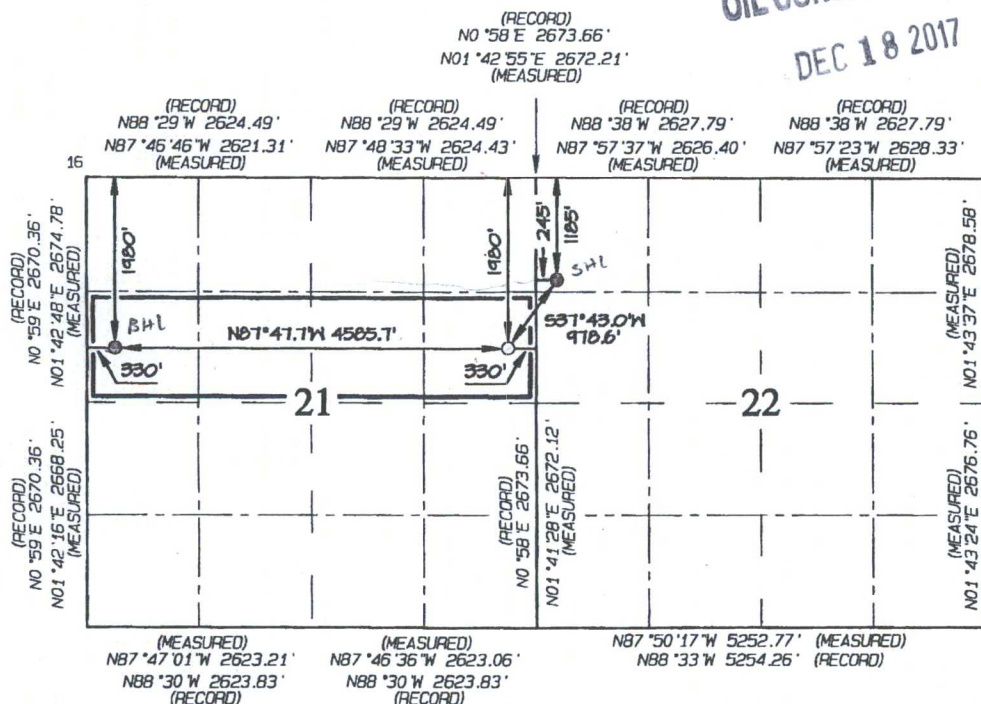 DEC 18 2017
(RECORD)
N0 °58'E 2673.66'
N01 °42'55"E 2672.21'
(MEASURED)
(RECORD)
N88 °29'W 2624.49'
N87 °46'46"W 2621.31'
(MEASURED)
(RECORD)
N88 °29'W 2624.49'
N87 °48'33"W 2624.43'
(MEASURED)
(RECORD)
N88 °38'W 2627.79'
N87 °57'37"W 2626.40'
(MEASURED)
(RECORD)
N88 °38'W 2627.79'
N87 °57'23"W 2628.33'
(MEASURED)
16
(RECORD)
N0 °59'E 2670.36'
N01 °42'48"E 2674.78'
(MEASURED)
1980'
1980'
245'
1185'
SHL
BHL
N87°47.7'W 4585.7'
S37°43.0'W
978.6'
330'
330'
N01 °43'37"E 2678.58'
(MEASURED)
21
22
(RECORD)
N0 °59'E 2670.36'
N01 °42'16"E 2668.25'
(MEASURED)
(RECORD)
N0 °58'E 2673.66'
N01 °41'28"E 2672.12'
(MEASURED)
N01 °43'24"E 2676.76'
(MEASURED)
(MEASURED)
N87 °47'01"W 2623.21'
N88 °30'W 2623.83'
(RECORD)
(MEASURED)
N87 °46'36"W 2623.06'
N88 °30'W 2623.83'
(RECORD)
N87 °50'17"W 5252.77' (MEASURED)
N88 °33'W 5254.26' (RECORD)